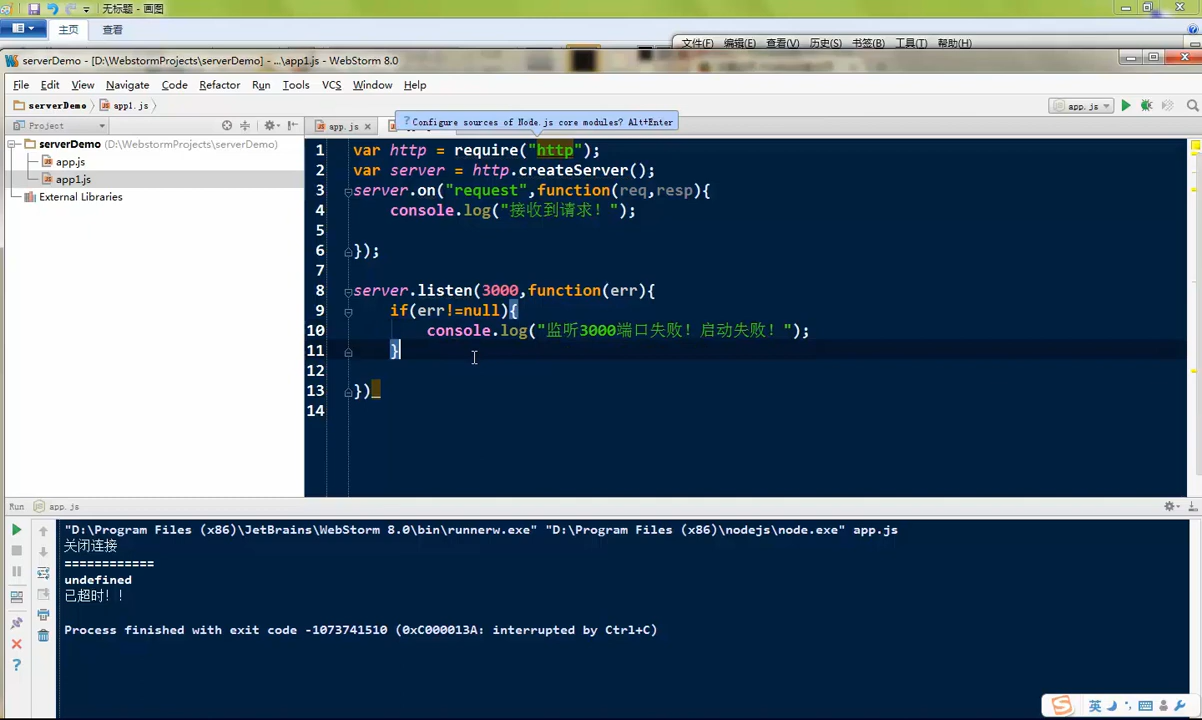 无标题 - 画图
主页 查看
文件(F) 编辑(E) 查看(V) 历史(S) 书签(B) 工具(T) 帮助(H)
serverDemo - [D:\WebstormProjects\serverDemo] - ...\app1.js - WebStorm 8.0
File Edit View Navigate Code Refactor Run Tools VCS Window Help
serverDemo app1.js app.js
Project app.js
? Configure sources of Node.js core modules? Alt+Enter
serverDemo (D:\WebstormProjects\serverDemo)
app.js
app1.js
External Libraries
1 var http = require("http");
2 var server = http.createServer();
3 server.on("request",function(req,resp){
4 console.log("接收到请求！");
5
6 });
7
8 server.listen(3000,function(err){
9 if(err!=null){
10 console.log("监听3000端口失败！启动失败！");
11 }
12
13 })
14
Run app.js
"D:\Program Files (x86)\JetBrains\WebStorm 8.0\bin\runnerw.exe" "D:\Program Files (x86)\nodejs\node.exe" app.js
关闭连接
============
undefined
已超时！！
Process finished with exit code -1073741510 (0xC000013A: interrupted by Ctrl+C)
英